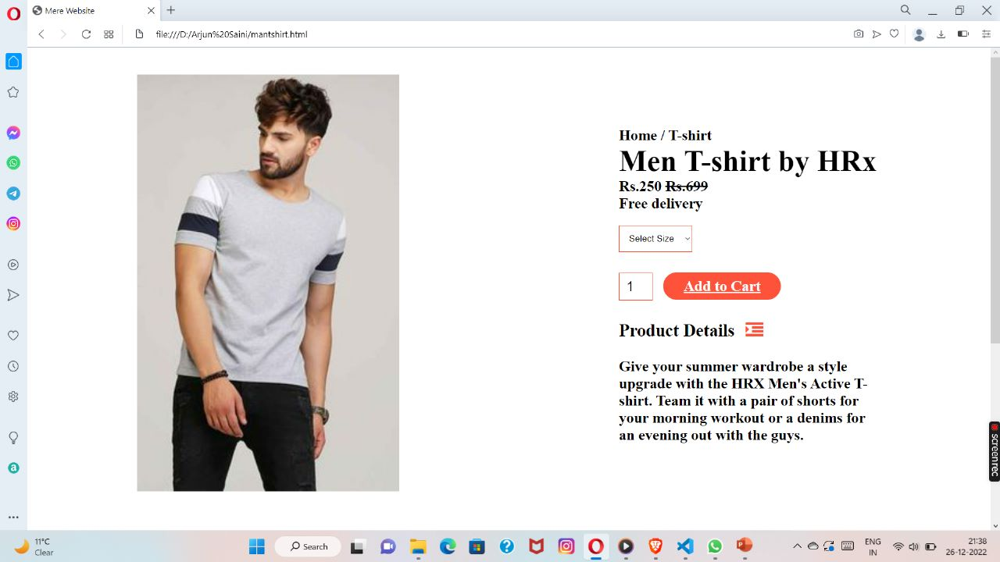 Mere Website
file:///D:/Arjun%20Saini/mantshirt.html
Home / T-shirt
Men T-shirt by HRx
Rs.250 Rs.699
Free delivery
Select Size
1
Add to Cart
Product Details
Give your summer wardrobe a style
upgrade with the HRX Men's Active T-
shirt. Team it with a pair of shorts for
your morning workout or a denims for
an evening out with the guys.
screenrec
11°C
Clear
Search
ENG
IN
21:38
26-12-2022